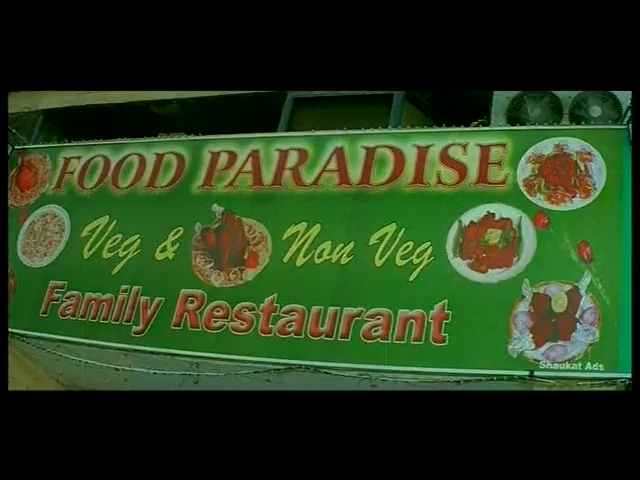 FOOD PARADISE
Veg & Non Veg
Family Restaurant
Shaukat Ads